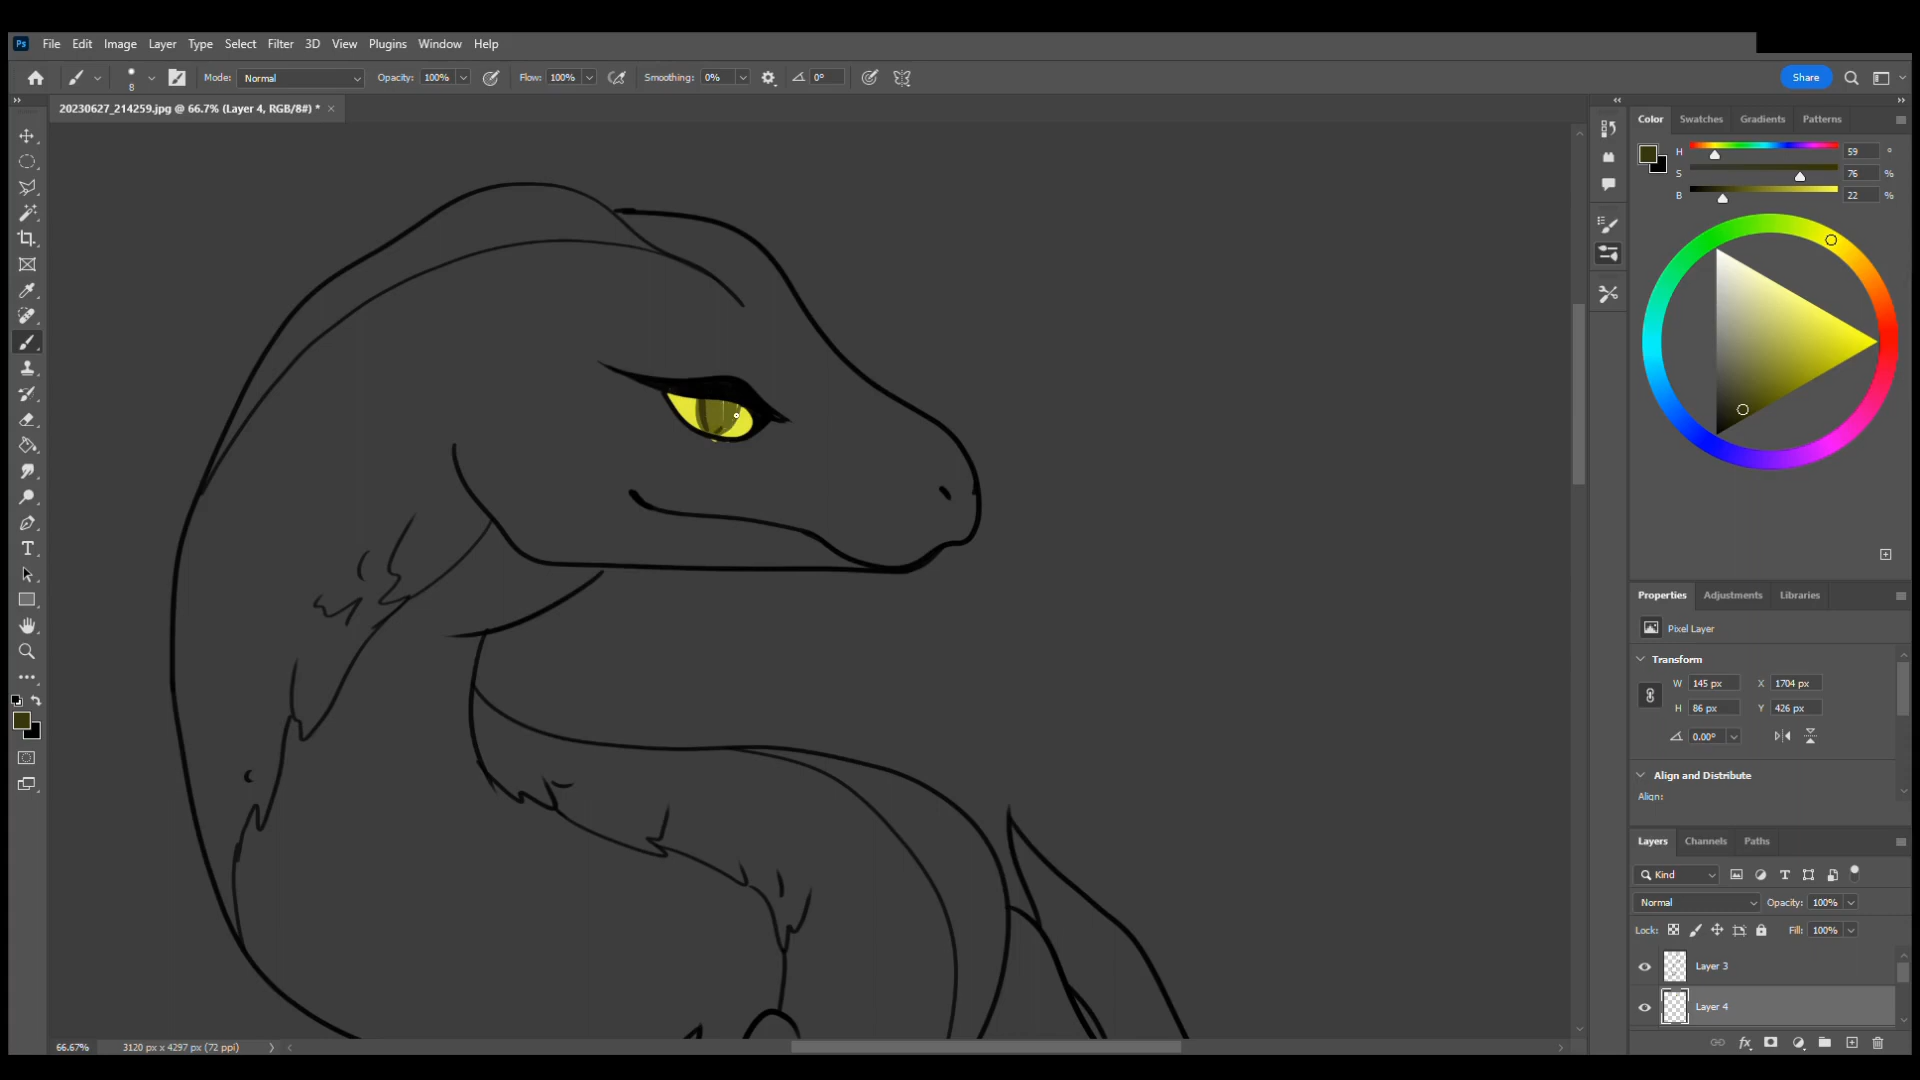 Ps File Edit Image Layer Type Select Filter 3D View Plugins Window Help
8 Mode: Normal Opacity: 100% Flow: 100% Smoothing: 0% 0° Share
20230627_214259.jpg @ 66.7% (Layer 4, RGB/8#) * ×
Color Swatches Gradients Patterns
H 59 °
S 76 %
B 22 %
Properties Adjustments Libraries
Pixel Layer
Transform
W 145 px X 1704 px
H 86 px Y 426 px
0.00°
Align and Distribute
Align:
Layers Channels Paths
Kind
Normal Opacity: 100%
Lock: Fill: 100%
Layer 3
Layer 4
66.67% 3120 px x 4297 px (72 ppi)